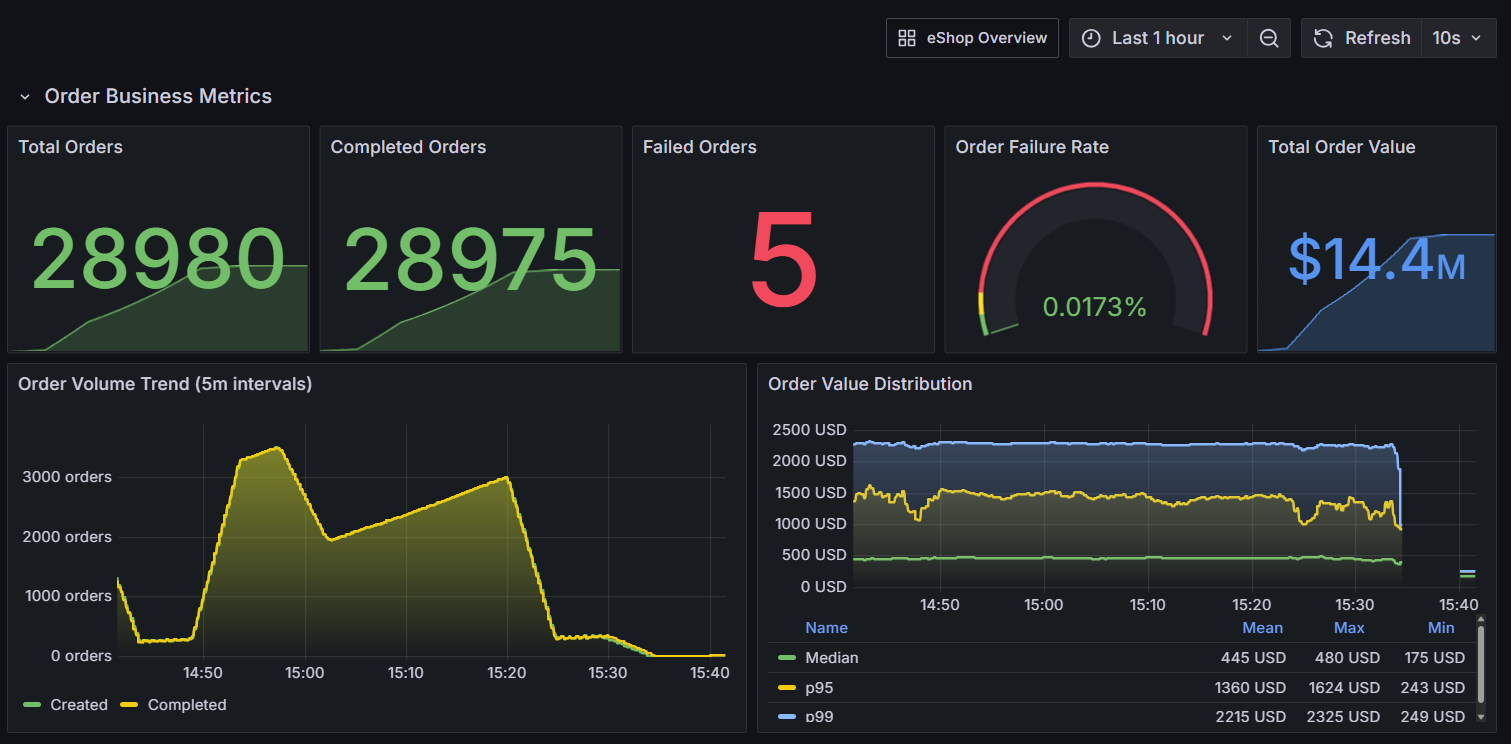 eShop Overview
Last 1 hour
Refresh
10s
Order Business Metrics
Total Orders
28980
Completed Orders
28975
Failed Orders
5
Order Failure Rate
0.0173%
Total Order Value
$14.4M
Order Volume Trend (5m intervals)
3000 orders
2000 orders
1000 orders
0 orders
14:50 15:00 15:10 15:20 15:30 15:40
Created Completed
Order Value Distribution
2500 USD
2000 USD
1500 USD
1000 USD
500 USD
0 USD
14:50 15:00 15:10 15:20 15:30 15:40
Name Mean Max Min
Median 445 USD 480 USD 175 USD
p95 1360 USD 1624 USD 243 USD
p99 2215 USD 2325 USD 249 USD